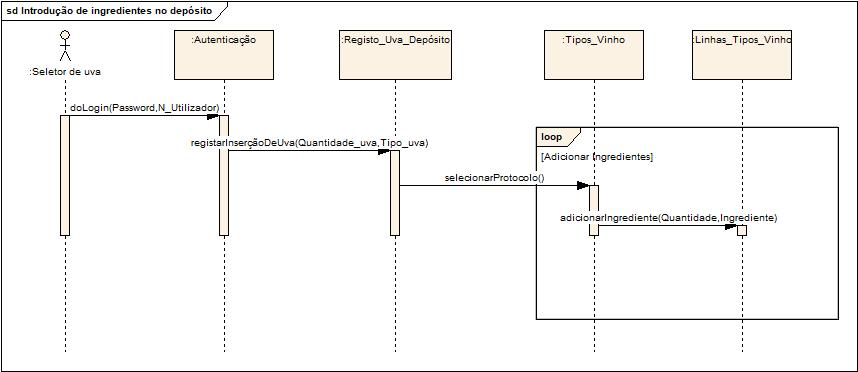 sd Introdução de ingredientes no depósito
:Seletor de uva
:Autenticação
:Registo_Uva_Depósito
:Tipos_Vinho
:Linhas_Tipos_Vinho
doLogin(Password,N_Utilizador)
registarInserçãoDeUva(Quantidade_uva,Tipo_uva)
loop
[Adicionar Ingredientes]
selecionarProtocolo()
adicionarIngrediente(Quantidade,Ingrediente)